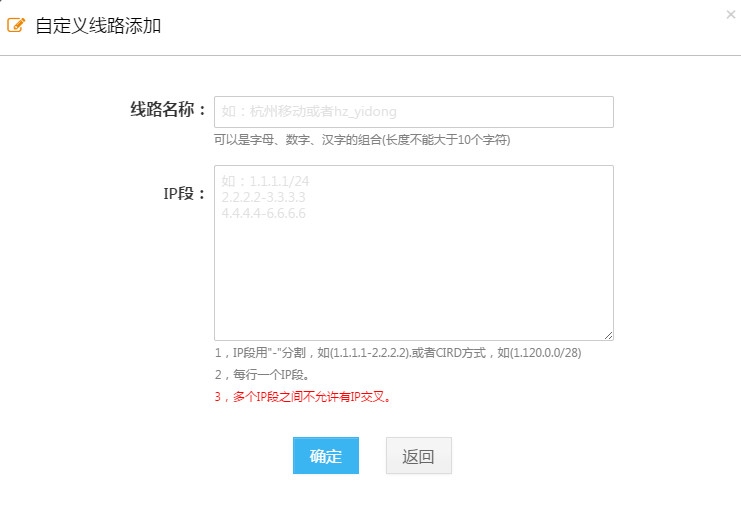 自定义线路添加
×
线路名称：
如：杭州移动或者hz_yidong
可以是字母、数字、汉字的组合(长度不能大于10个字符)
IP段：
如：1.1.1.1/24
2.2.2.2-3.3.3.3
4.4.4.4-6.6.6.6
1，IP段用"-"分割，如(1.1.1.1-2.2.2.2).或者CIRD方式，如(1.120.0.0/28)
2，每行一个IP段。
3，多个IP段之间不允许有IP交叉。
确定 返回